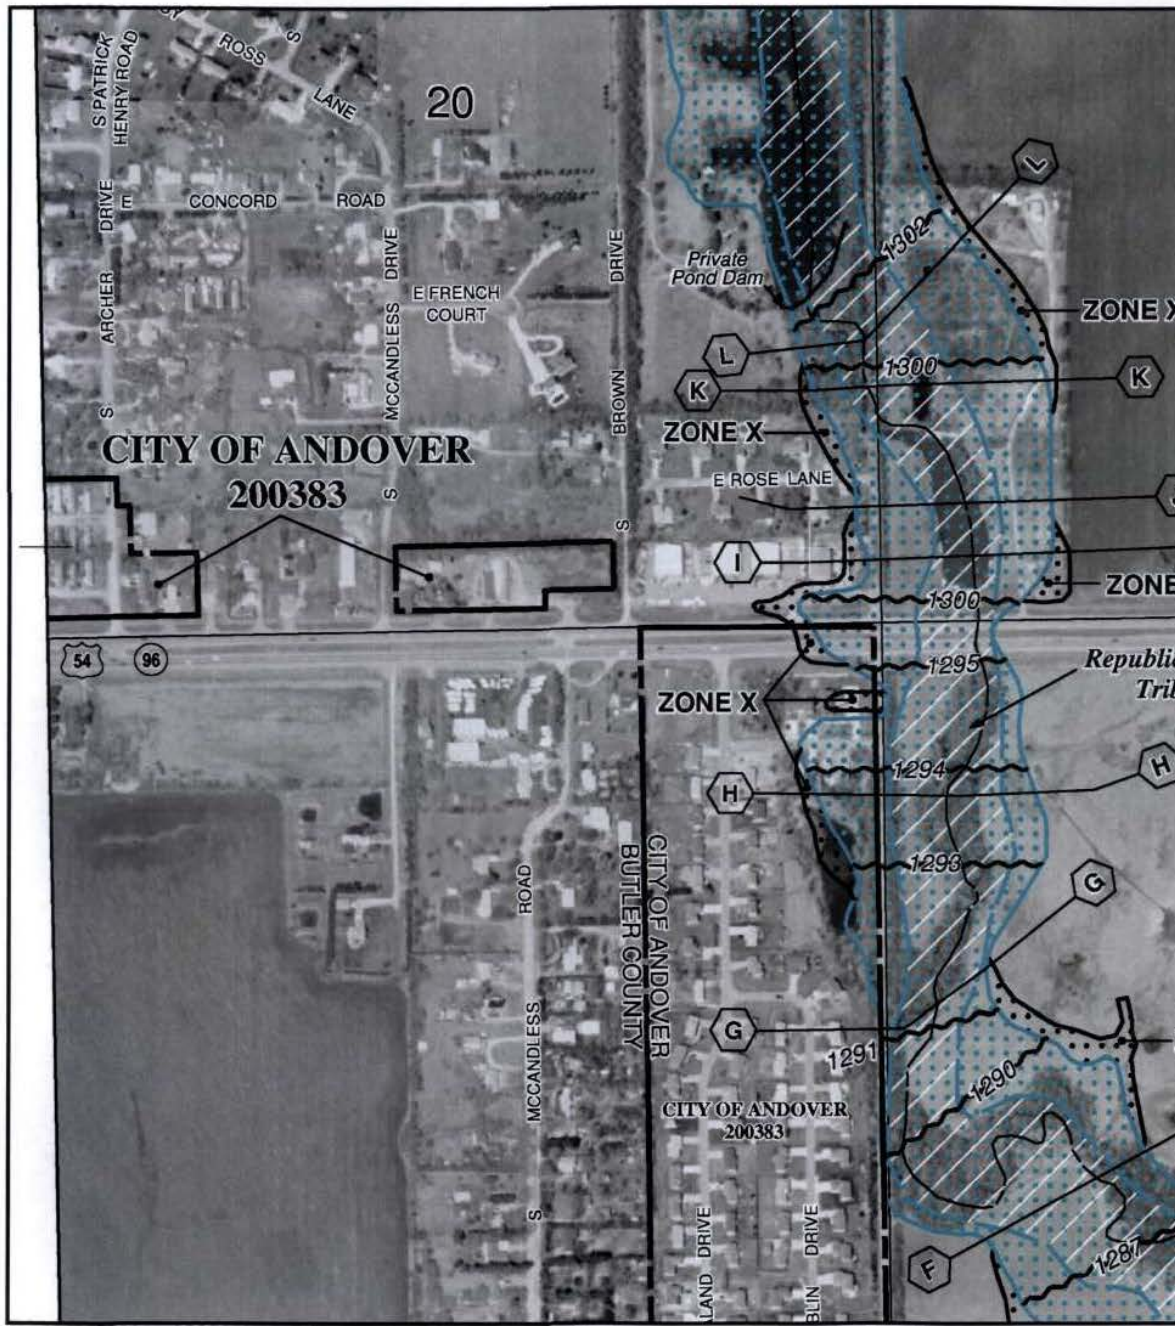 S PATRICK
HENRY ROAD
ROSS
LANE
S
20
E
CONCORD
ROAD
S ARCHER DRIVE
S MCCANDLESS DRIVE
E FRENCH
COURT
S BROWN DRIVE
Private
Pond Dam
1302
L
ZONE X
L
1300
K
K
ZONE X
CITY OF ANDOVER
200383
E ROSE LANE
I
ZONE
1300
54
96
1295
ZONE X
1294
H
H
1293
G
CITY OF ANDOVER
BUTLER COUNTY
S MCCANDLESS ROAD
G
1291
1290
CITY OF ANDOVER
200383
DRIVE
DRIVE
F
1287